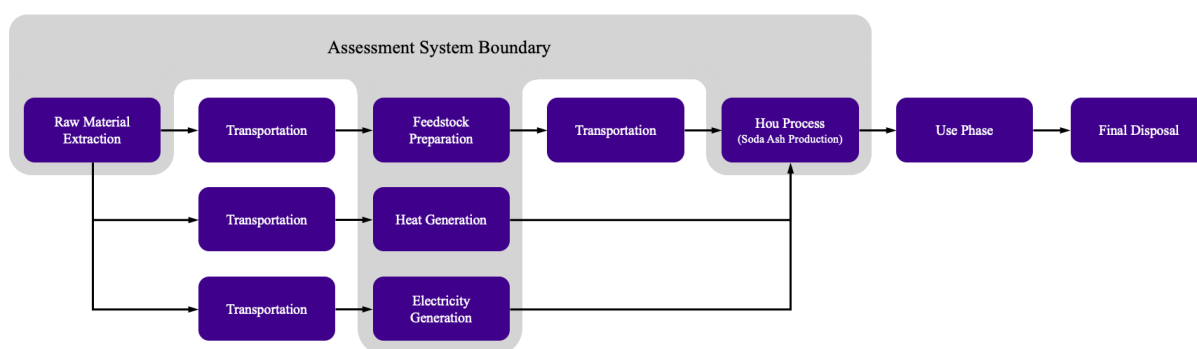 Assessment System Boundary
Raw Material
Extraction
Transportation
Feedstock
Preparation
Transportation
Hou Process
(Soda Ash Production)
Use Phase
Final Disposal
Transportation
Heat Generation
Transportation
Electricity
Generation